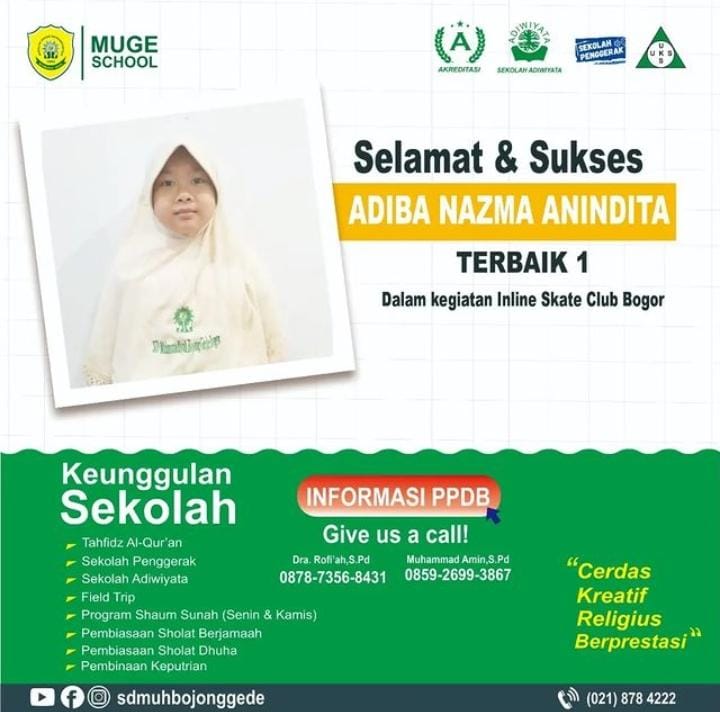 MUGE
SCHOOL
A
AKREDITASI
ADIWIYATA
SEKOLAH ADIWIYATA
SEKOLAH
PENGGERAK
U
UKS
S
Selamat & Sukses
ADIBA NAZMA ANINDITA
TERBAIK 1
Dalam kegiatan Inline Skate Club Bogor
Keunggulan
Sekolah
Tahfidz Al-Qur'an
Sekolah Penggerak
Sekolah Adiwiyata
Field Trip
Program Shaum Sunah (Senin & Kamis)
Pembiasaan Sholat Berjamaah
Pembiasaan Sholat Dhuha
Pembinaan Keputrian
INFORMASI PPDB
Give us a call!
Dra. Rofi'ah,S.Pd
0878-7356-8431
Muhammad Amin,S.Pd
0859-2699-3867
"Cerdas
Kreatif
Religius
Berprestasi"
sdmuhbojonggede
(021) 878 4222